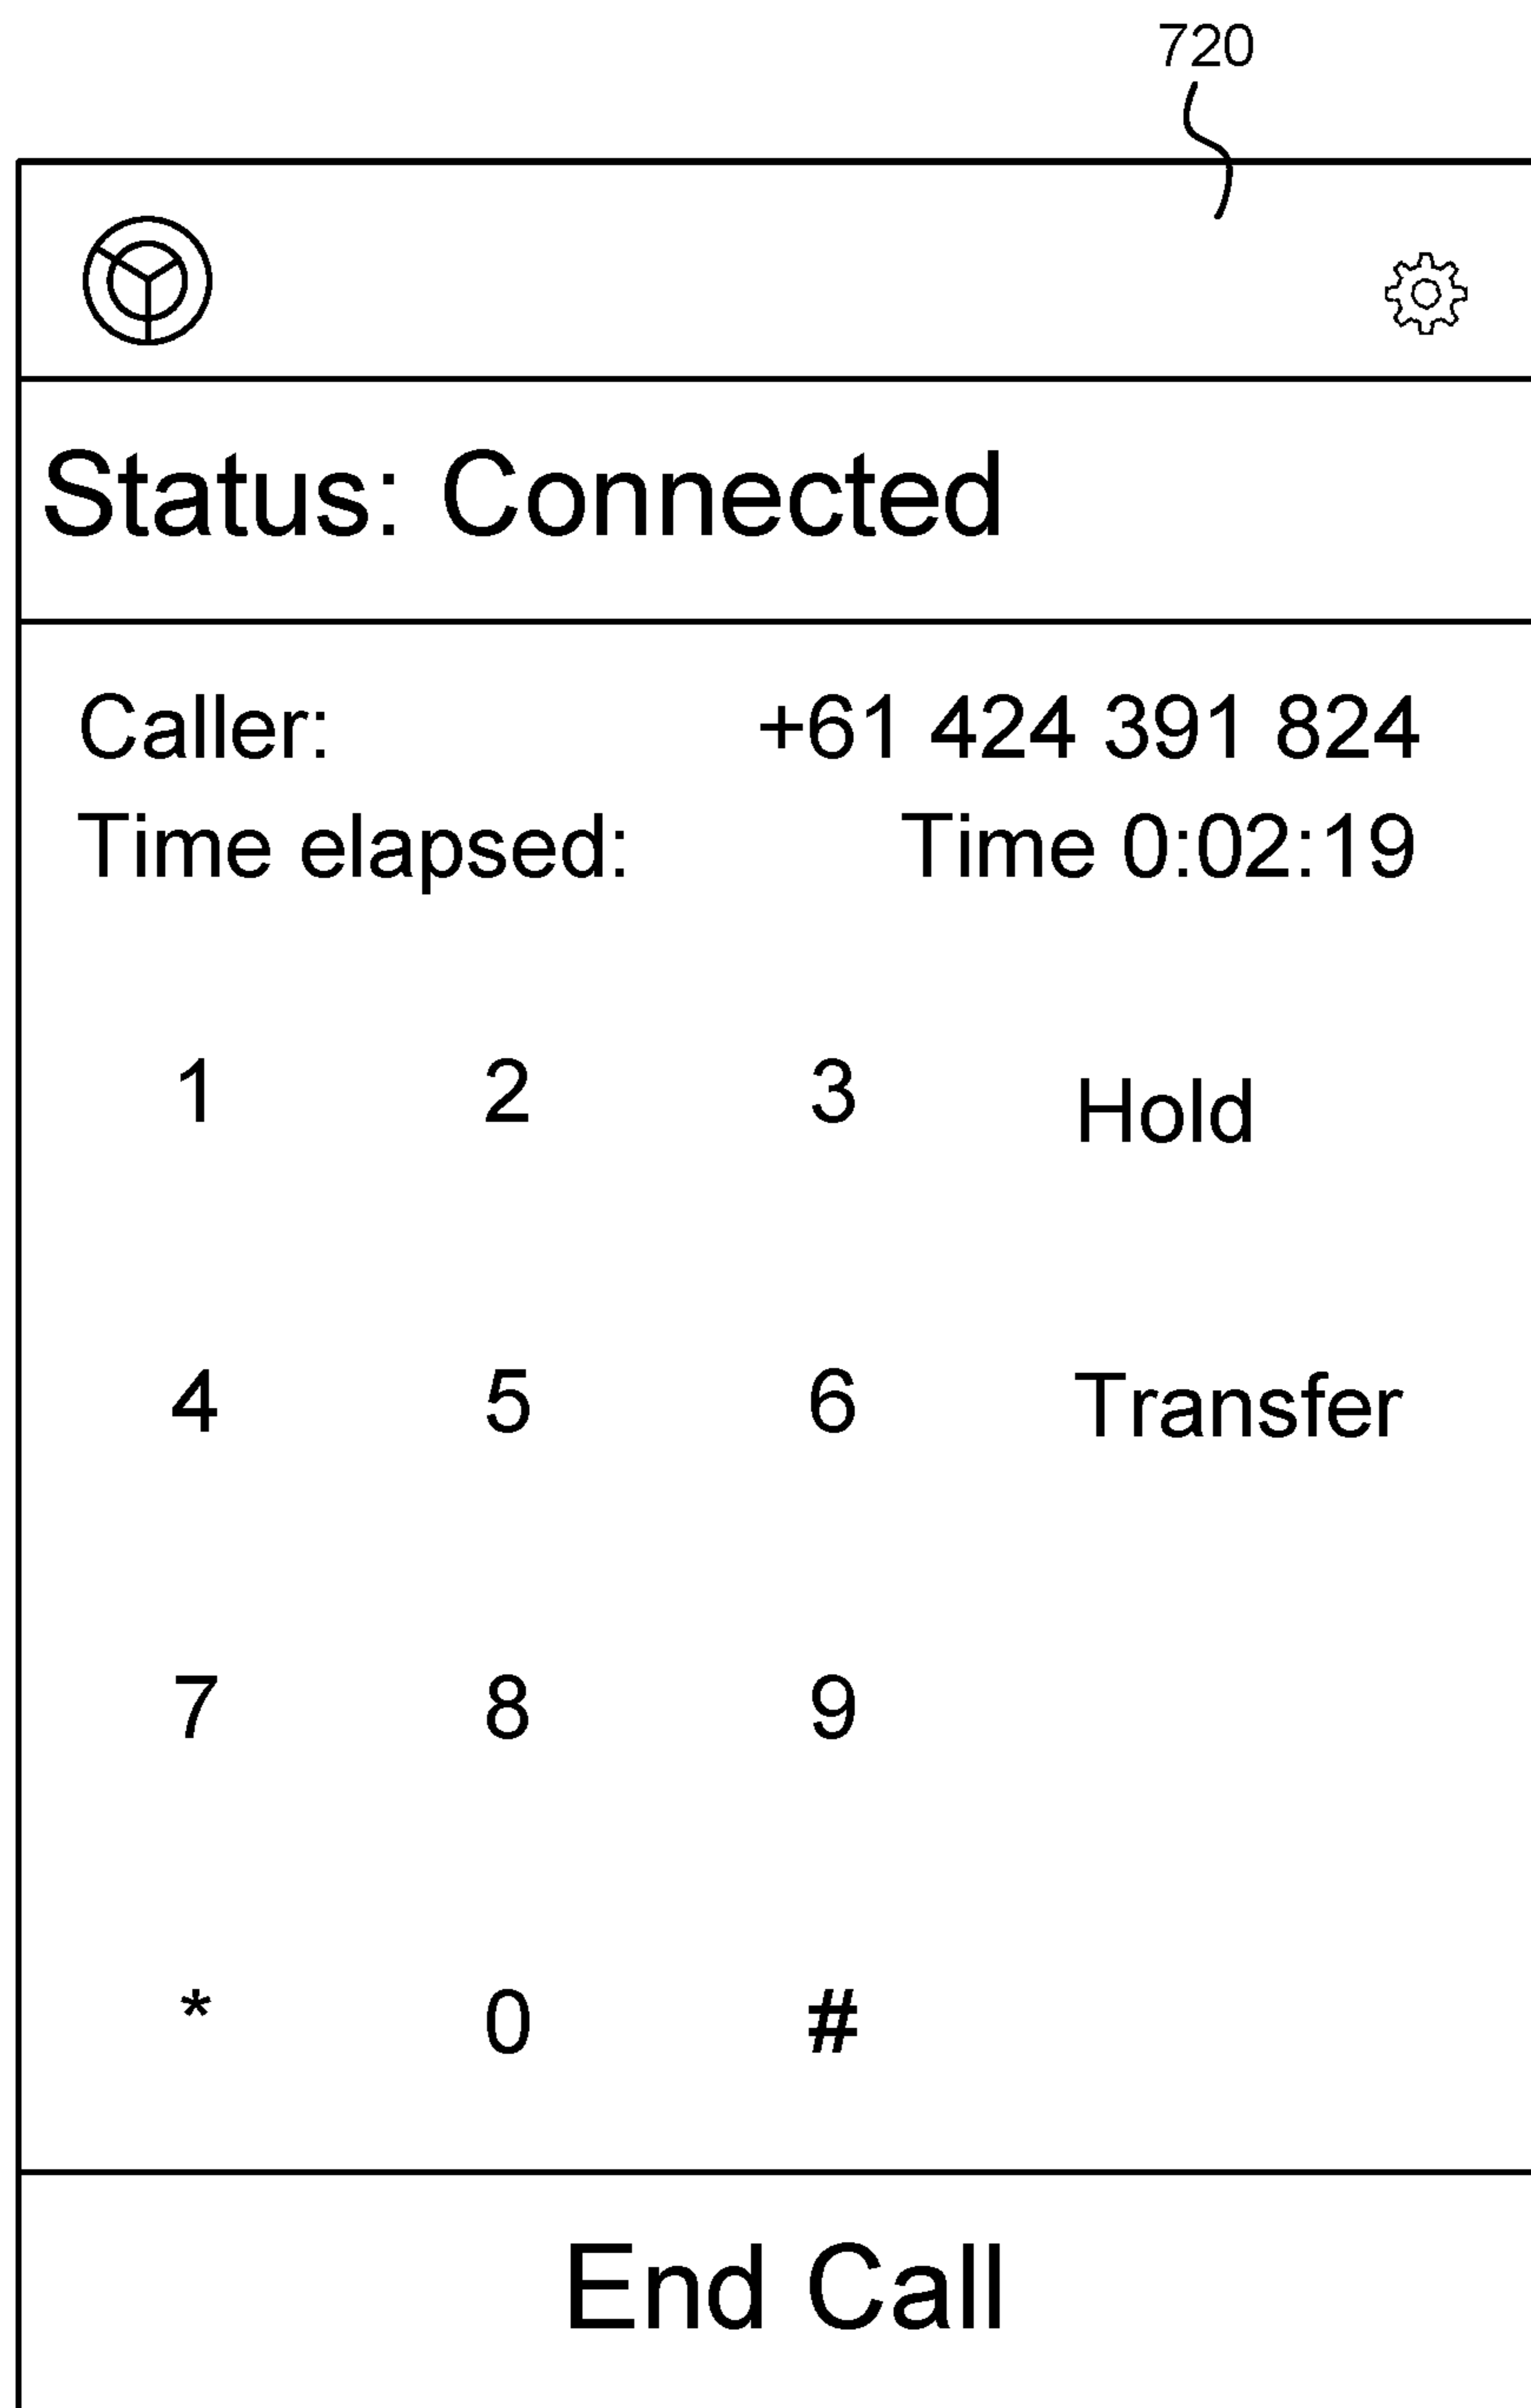 720
Status: Connected
Caller: +61 424 391 824
Time elapsed: Time 0:02:19
1 2 3 Hold
4 5 6 Transfer
7 8 9
* 0 #
End Call